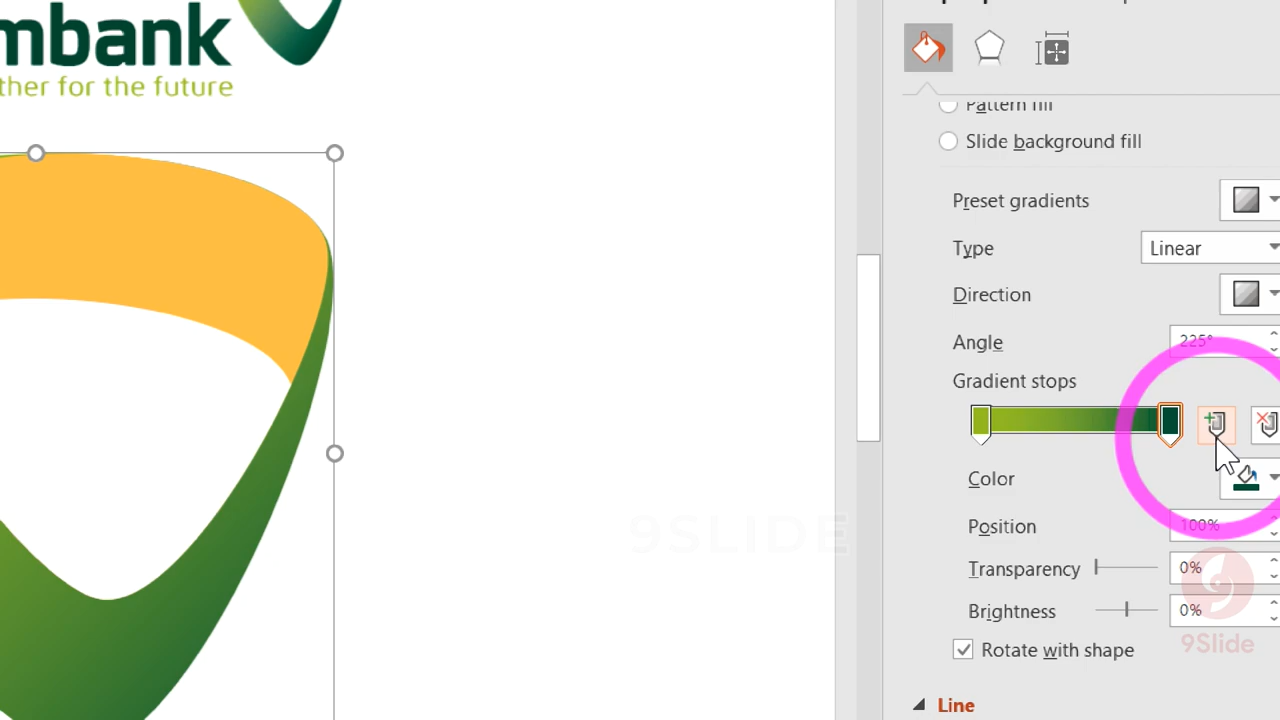 mbank
ther for the future
Pattern fill
Slide background fill
Preset gradients
Type
Linear
Direction
Angle
225°
Gradient stops
Color
Position
100%
Transparency
0%
Brightness
0%
Rotate with shape
Line
9SLIDE
9Slide